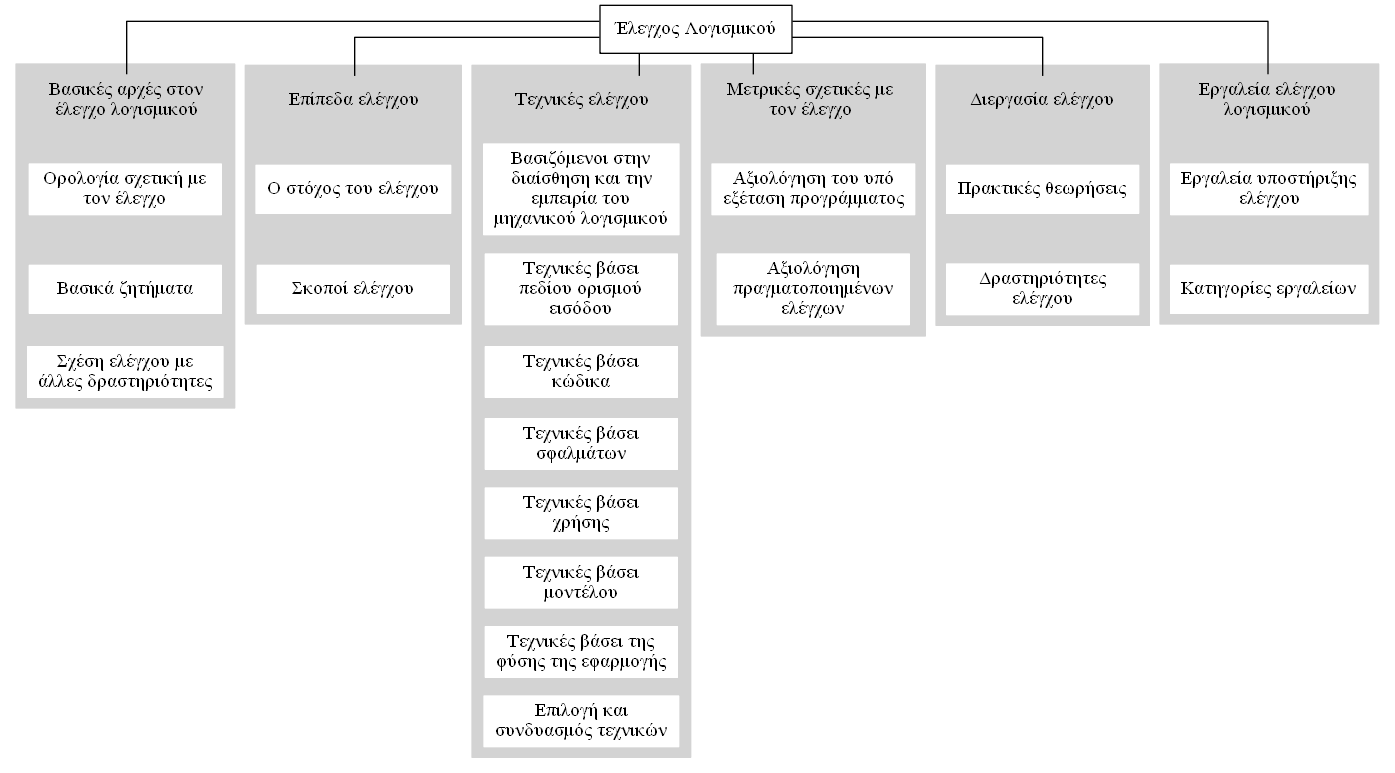 Έλεγχος Λογισμικού
Βασικές αρχές στον
έλεγχο λογισμικού
Ορολογία σχετική με
τον έλεγχο
Βασικά ζητήματα
Σχέση ελέγχου με
άλλες δραστηριότητες
Επίπεδα ελέγχου
Ο στόχος του ελέγχου
Σκοποί ελέγχου
Τεχνικές ελέγχου
Βασιζόμενοι στην
διαίσθηση και την
εμπειρία του
μηχανικού λογισμικού
Τεχνικές βάσει
πεδίου ορισμού
εισόδου
Τεχνικές βάσει
κώδικα
Τεχνικές βάσει
σφαλμάτων
Τεχνικές βάσει
χρήσης
Τεχνικές βάσει
μοντέλου
Τεχνικές βάσει της
φύσης της εφαρμογής
Επιλογή και
συνδυασμός τεχνικών
Μετρικές σχετικές με
τον έλεγχο
Αξιολόγηση του υπό
εξέταση προγράμματος
Αξιολόγηση
πραγματοποιημένων
ελέγχων
Διεργασία ελέγχου
Πρακτικές θεωρήσεις
Δραστηριότητες
ελέγχου
Εργαλεία ελέγχου
λογισμικού
Εργαλεία υποστήριξης
ελέγχου
Κατηγορίες εργαλείων